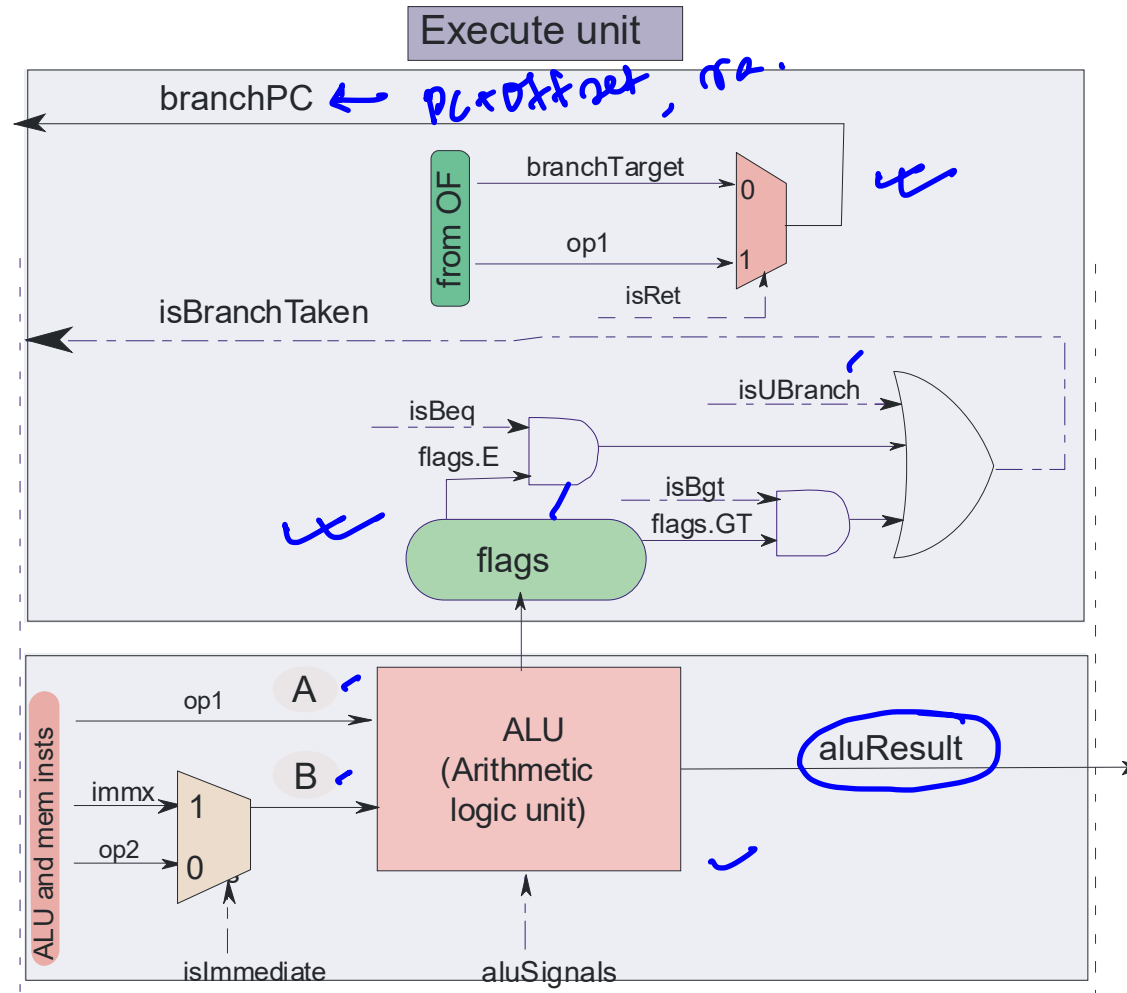 Execute unit
branchPC ← PC+Offset, ra.
from OF
branchTarget
0
op1
1
isRet
isBranchTaken
isUBranch
isBeq
flags.E
isBgt
flags.GT
flags
ALU and mem insts
op1
A
ALU
(Arithmetic
logic unit)
aluResult
B
immx
1
op2
0
isImmediate
aluSignals